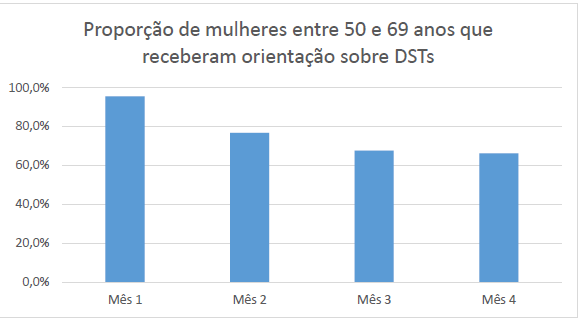 Proporção de mulheres entre 50 e 69 anos que
receberam orientação sobre DSTs
100,0%
80,0%
60,0%
40,0%
20,0%
0,0%
Mês 1 Mês 2 Mês 3 Mês 4